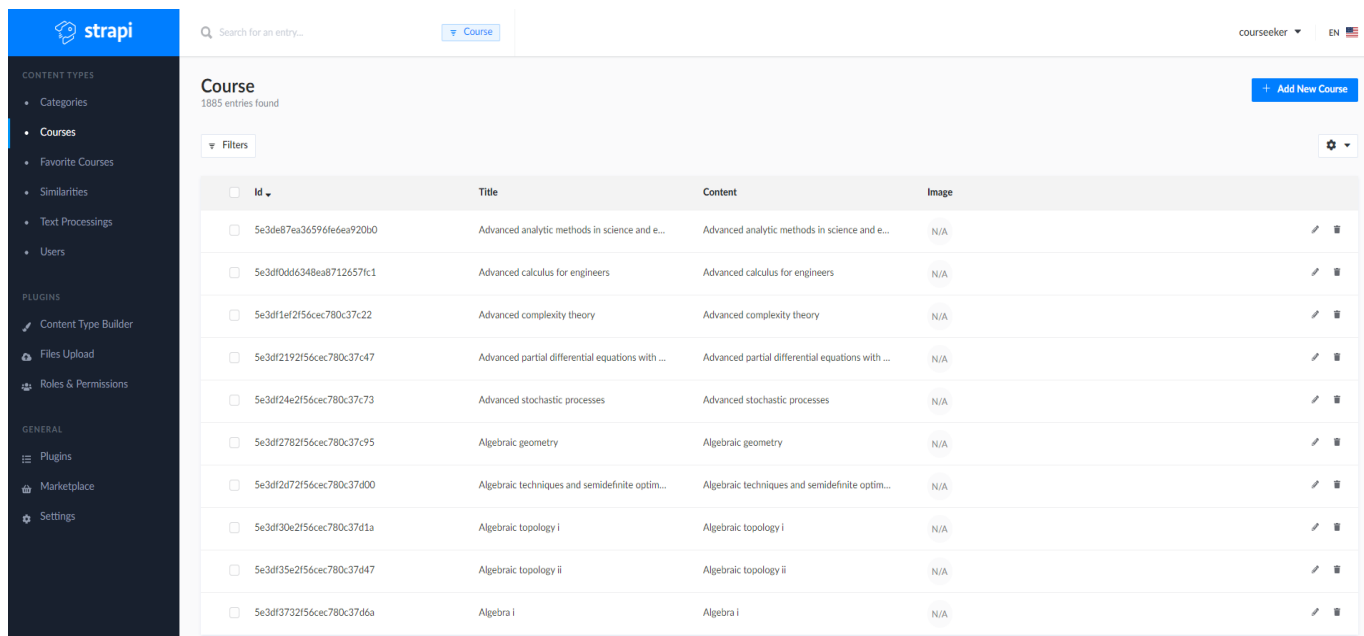 strapi
Search for an entry...
Course
courseeker
EN
CONTENT TYPES
Categories
Courses
Favorite Courses
Similarities
Text Processings
Users
PLUGINS
Content Type Builder
Files Upload
Roles & Permissions
GENERAL
Plugins
Marketplace
Settings
Course
1885 entries found
+ Add New Course
Filters
Id Title Content Image
5e3de87ea36596fe6ea920b0 Advanced analytic methods in science and e... Advanced analytic methods in science and e... N/A
5e3df0dd6348ea8712657fc1 Advanced calculus for engineers Advanced calculus for engineers N/A
5e3df1ef2f56cec780c37c22 Advanced complexity theory Advanced complexity theory N/A
5e3df2192f56cec780c37c47 Advanced partial differential equations with ... Advanced partial differential equations with ... N/A
5e3df24e2f56cec780c37c73 Advanced stochastic processes Advanced stochastic processes N/A
5e3df2782f56cec780c37c95 Algebraic geometry Algebraic geometry N/A
5e3df2d72f56cec780c37d00 Algebraic techniques and semidefinite optim... Algebraic techniques and semidefinite optim... N/A
5e3df30e2f56cec780c37d1a Algebraic topology i Algebraic topology i N/A
5e3df35e2f56cec780c37d47 Algebraic topology ii Algebraic topology ii N/A
5e3df3732f56cec780c37d6a Algebra i Algebra i N/A